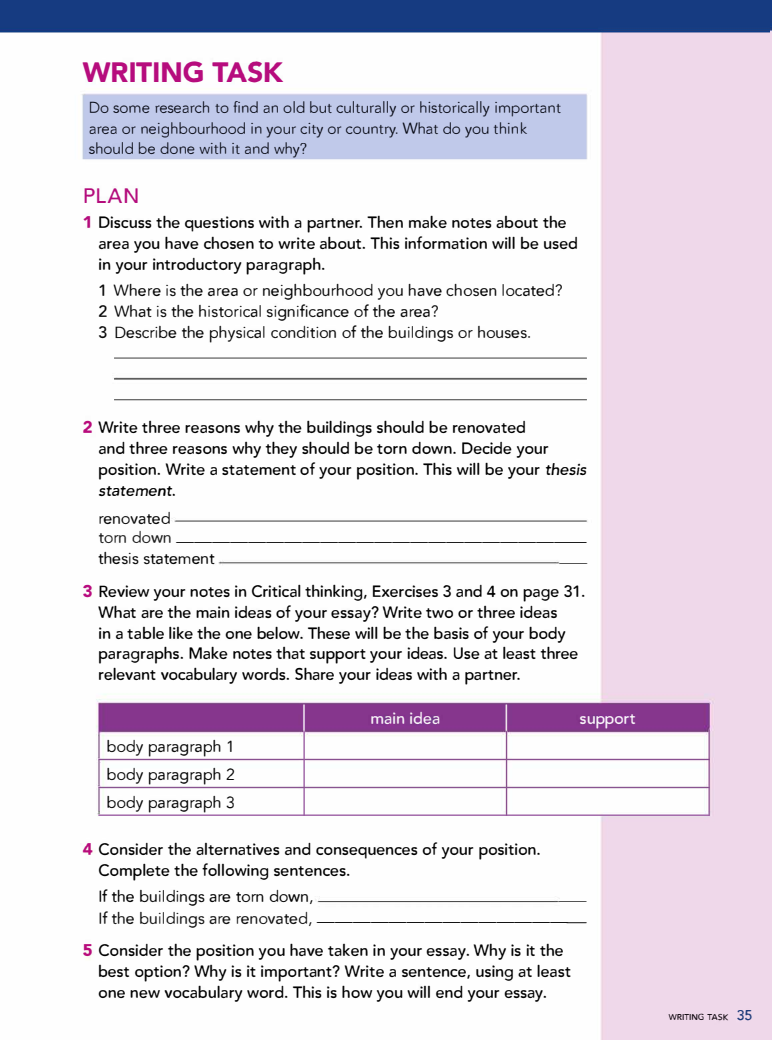 WRITING TASK
Do some research to find an old but culturally or historically important
area or neighbourhood in your city or country. What do you think
should be done with it and why?
PLAN
1 Discuss the questions with a partner. Then make notes about the
area you have chosen to write about. This information will be used
in your introductory paragraph.
1 Where is the area or neighbourhood you have chosen located?
2 What is the historical significance of the area?
3 Describe the physical condition of the buildings or houses.
2 Write three reasons why the buildings should be renovated
and three reasons why they should be torn down. Decide your
position. Write a statement of your position. This will be your thesis
statement.
renovated
torn down
thesis statement
3 Review your notes in Critical thinking, Exercises 3 and 4 on page 31.
What are the main ideas of your essay? Write two or three ideas
in a table like the one below. These will be the basis of your body
paragraphs. Make notes that support your ideas. Use at least three
relevant vocabulary words. Share your ideas with a partner.
main idea support
body paragraph 1
body paragraph 2
body paragraph 3
4 Consider the alternatives and consequences of your position.
Complete the following sentences.
If the buildings are torn down,
If the buildings are renovated,
5 Consider the position you have taken in your essay. Why is it the
best option? Why is it important? Write a sentence, using at least
one new vocabulary word. This is how you will end your essay.
WRITING TASK 35